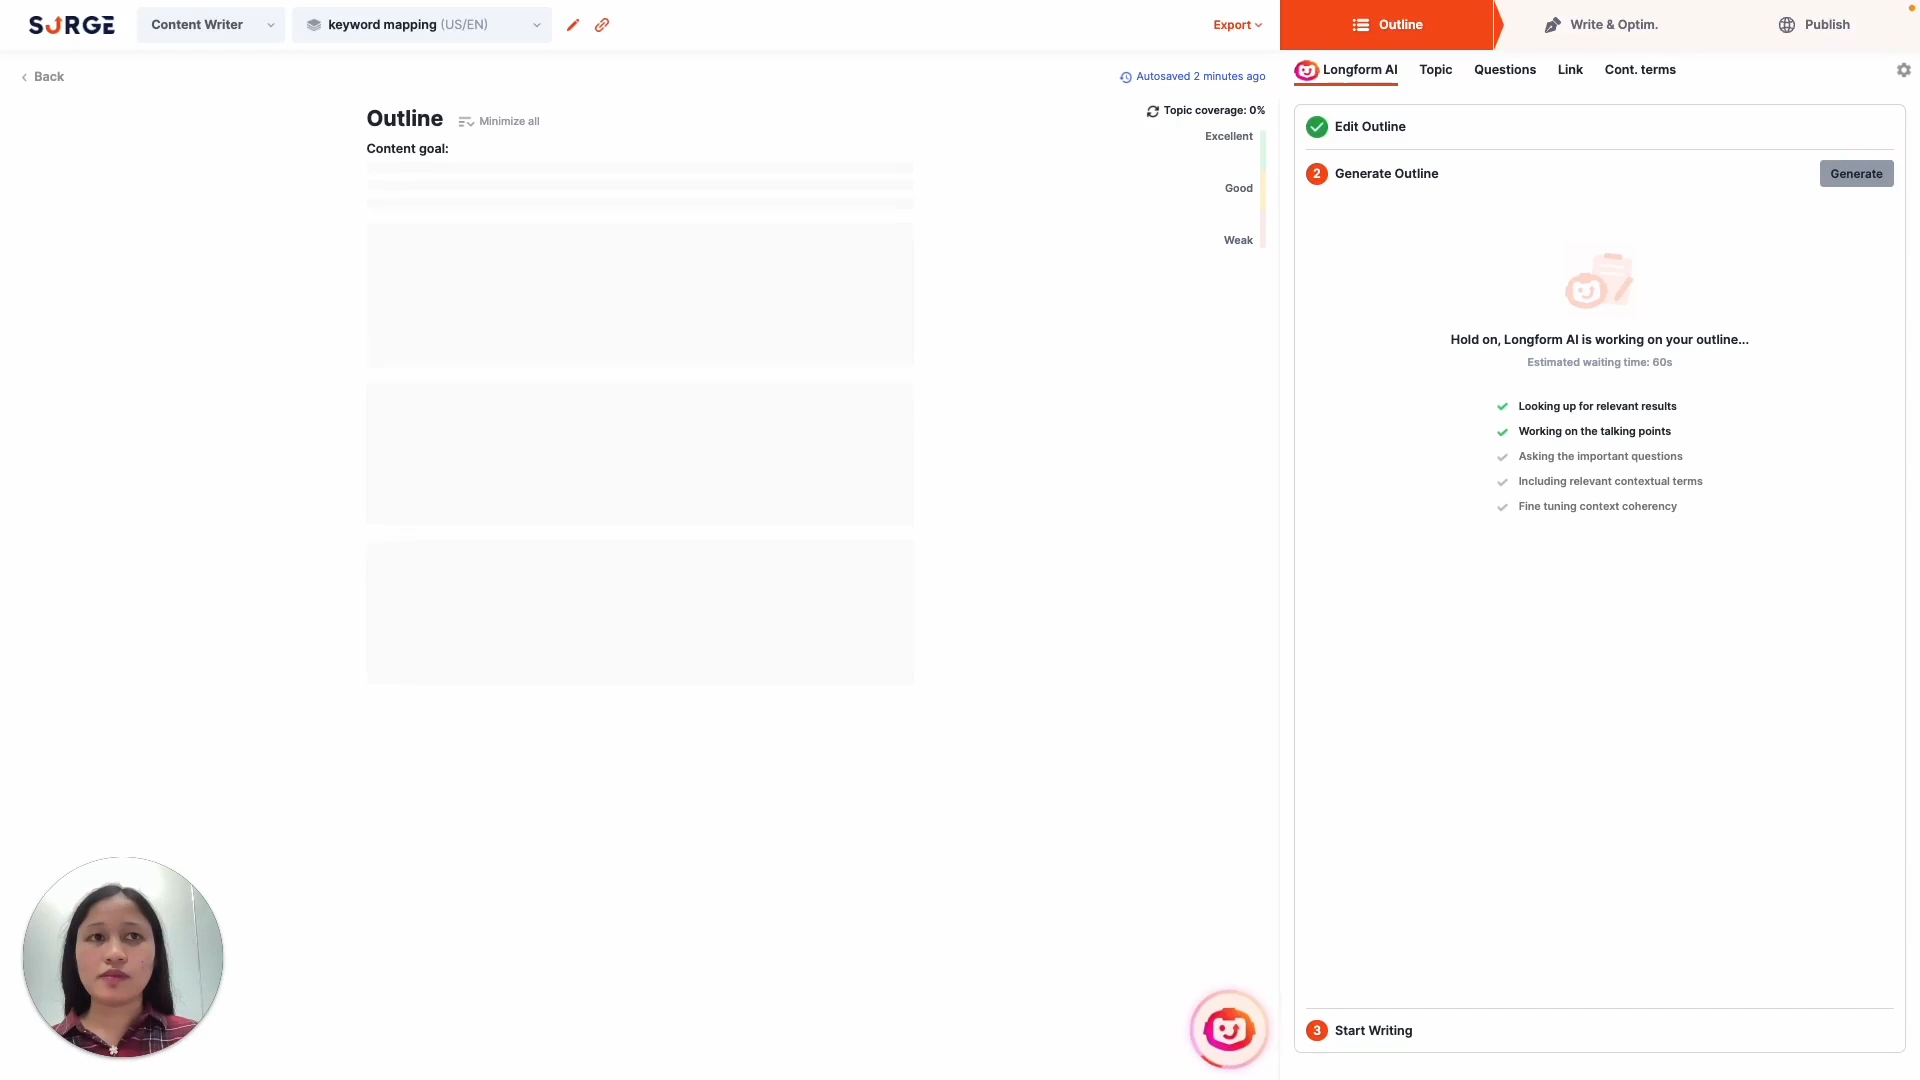 SURGE
Content Writer
keyword mapping (US/EN)
Export
Outline
Write & Optim.
Publish
Back
Autosaved 2 minutes ago
Longform AI
Topic
Questions
Link
Cont. terms
Outline
Minimize all
Topic coverage: 0%
Content goal:
Excellent
Good
Weak
Edit Outline
2 Generate Outline
Generate
Hold on, Longform AI is working on your outline...
Estimated waiting time: 60s
Looking up for relevant results
Working on the talking points
Asking the important questions
Including relevant contextual terms
Fine tuning context coherency
3 Start Writing